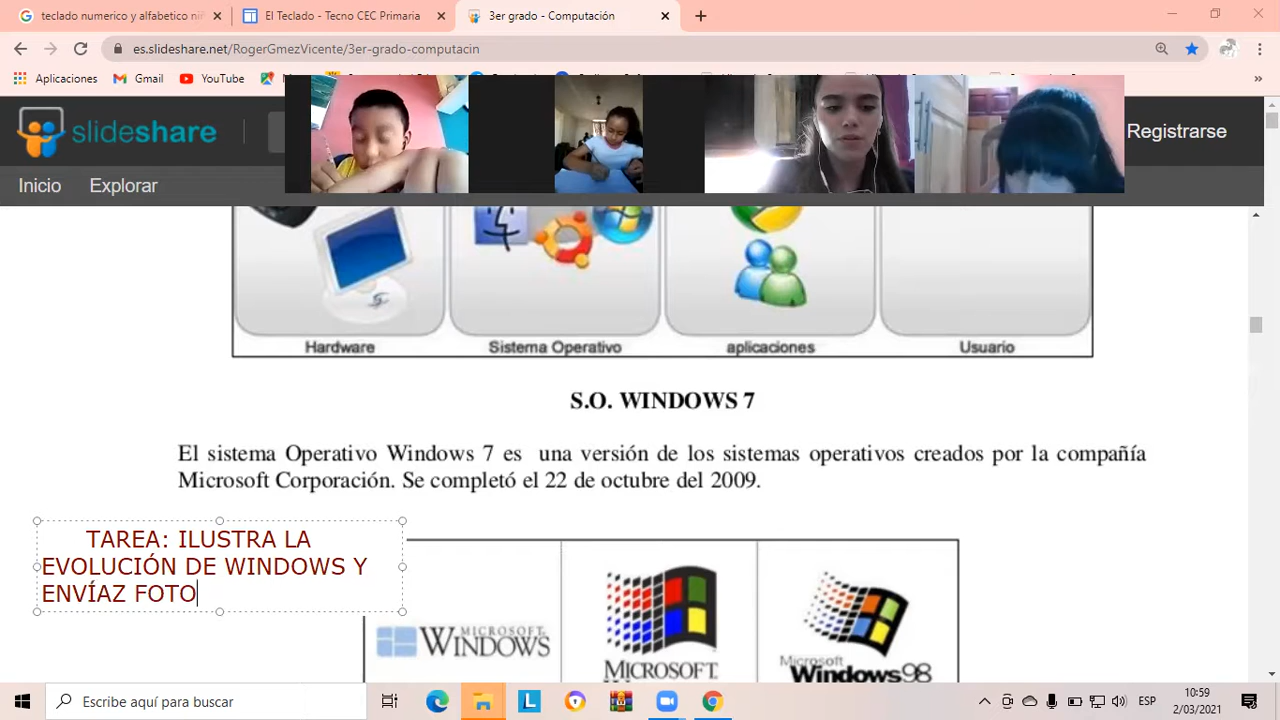 teclado numerico y alfabetico niñ
El Teclado - Tecno CEC Primaria
3er grado - Computación
es.slideshare.net/RogerGmezVicente/3er-grado-computacin
Aplicaciones
Gmail
YouTube
slideshare
Registrarse
Inicio
Explorar
Hardware
Sistema Operativo
aplicaciones
Usuario
S.O. WINDOWS 7
El sistema Operativo Windows 7 es una versión de los sistemas operativos creados por la compañía
Microsoft Corporación. Se completó el 22 de octubre del 2009.
TAREA: ILUSTRA LA
EVOLUCIÓN DE WINDOWS Y
ENVÍAZ FOTO
MICROSOFT
WINDOWS
MICROSOFT
Microsoft
Windows 98
Escribe aquí para buscar
ESP
10:59
2/03/2021